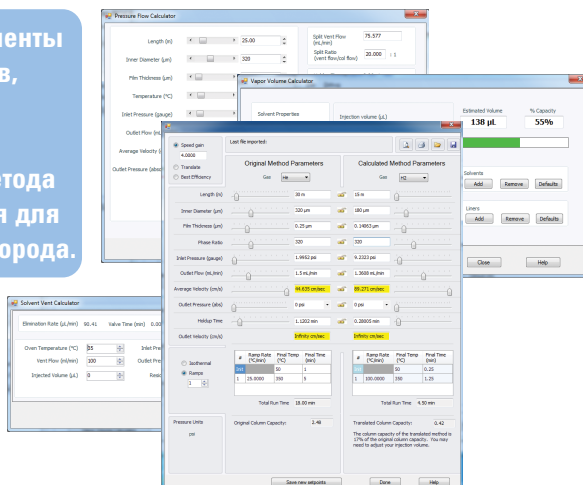 менты
в,
тода
я для
орода.
Pressure Flow Calculator
Length (m) 25.00
Inner Diameter (µm) 320
Film Thickness (µm)
Temperature (°C)
Inlet Pressure (gauge)
Outlet Flow (mL
Average Velocity (
Outlet Pressure (absol
Split Vent Flow 75.577
(mL/min)
Split Ratio 20.000 : 1
(vent flow/col flow)
Vapor Volume Calculator
Solvent Properties
Injection volume (µL)
Estimated Volume % Capacity
138 µl. 55%
Solvents
Add Remove Defaults
Liners
Add Remove Defaults
Close Help
Solvent Vent Calculator
Elimination Rate (µL/min) 90.41 Valve Time (min) 0.00
Oven Temperature (°C) 35 Inlet Pre
Vent Flow (ml/min) 100 Outlet Pre
Injected Volume (µL) 0
Speed gain
4.0000
Translate
Best Efficiency
Last file imported:
Original Method Parameters Calculated Method Parameters
Gas He Gas H2
Length (m) 30 m 15 m
Inner Diameter (µm) 320 µm 180 µm
Film Thickness (µm) 0.25 µm 0.14063 µm
Phase Ratio 320 320
Inlet Pressure (gauge) 1.9952 psi 9.2323 psi
Outlet Flow (mL/min) 1.5 mL/min 1.3608 mL/min
Average Velocity (cm/s) 44.635 cm/sec 89.271 cm/sec
Outlet Pressure (abs) 0 psi 0 psi
Holdup Time 1.1202 min 0.28005 min
Outlet Velocity (cm/s) Infinity cm/sec Infinity cm/sec
Isothermal
Ramps
1
# Ramp Rate (°C/min) Final Temp (°C) Final Time (min)
Init 50 1
1 25.0000 350 5
Total Run Time 18.00 min
# Ramp Rate (°C/min) Final Temp (°C) Final Time (min)
Init 50 0.25
1 100.0000 350 1.25
Total Run Time 4.50 min
Pressure Units
psi
Original Column Capacity: 2.48
Translated Column Capacity: 0.42
The column capacity of the translated method is
17% of the original column capacity. You may
need to adjust your injection volume.
Save new setpoints Done Help